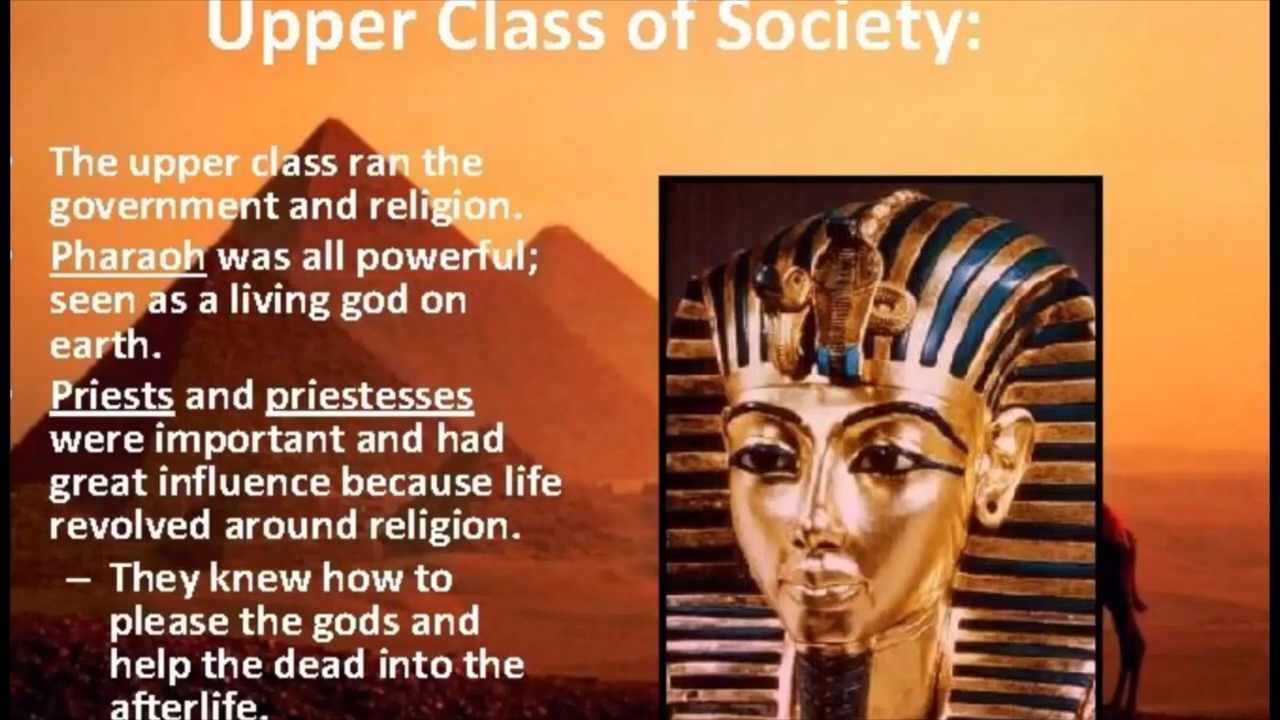 Upper Class of Society:
The upper class ran the
government and religion.
Pharaoh was all powerful;
seen as a living god on
earth.
Priests and priestesses
were important and had
great influence because life
revolved around religion.
– They knew how to
please the gods and
help the dead into the
afterlife.